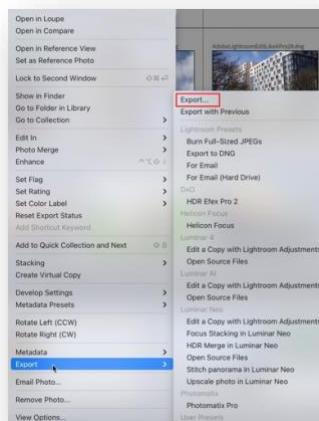 Open in Loupe
Open in Compare
Open in Reference View
Set as Reference Photo
Lock to Second Window
Show in Finder
Go to Folder in Library
Go to Collection
Edit In
Photo Merge
Enhance
Set Flag
Set Rating
Set Color Label
Reset Export Status
Add Shortcut Keyword
Add to Quick Collection and Next
Stacking
Create Virtual Copy
Develop Settings
Metadata Presets
Rotate Left (CCW)
Rotate Right (CW)
Metadata
Export
Email Photo...
Remove Photo...
View Options...
Export...
Export with Previous
Lightroom Presets
Burn Full-Sized JPEGs
Export to DNG
For Email
For Email (Hard Drive)
DxO
HDR Efex Pro 2
Helicon Focus
Helicon Focus
Luminar 4
Edit a Copy with Lightroom Adjustments
Open Source Files
Luminar AI
Edit a Copy with Lightroom Adjustments
Open Source Files
Luminar Neo
Edit a Copy with Lightroom Adjustments
Focus Stacking in Luminar Neo
HDR Merge in Luminar Neo
Open Source Files
Stitch panorama in Luminar Neo
Upscale photo in Luminar Neo
Photomatix
Photomatix Pro
User Presets